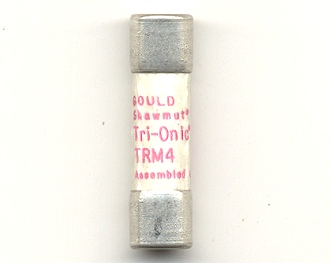 GOULD
Shawmut®
Tri-Onic
TRM4
Assembled